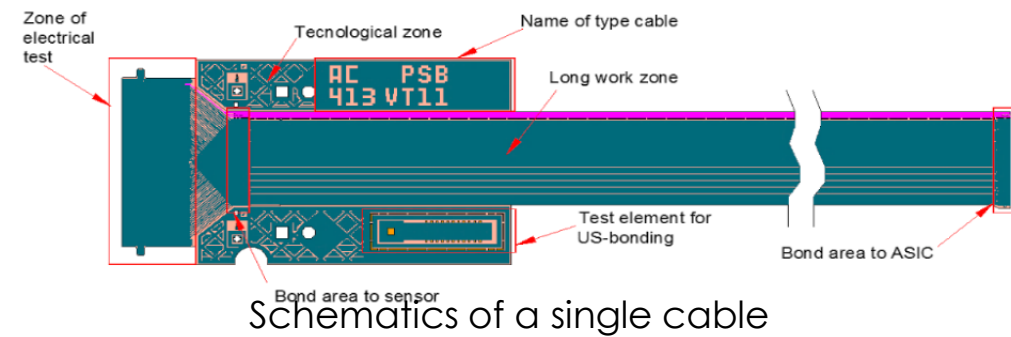 Zone of
electrical
test
Tecnological zone
Name of type cable
AC PSB
413 VT11
Long work zone
Test element for
US-bonding
Bond area to ASIC
Bond area to sensor
Schematics of a single cable